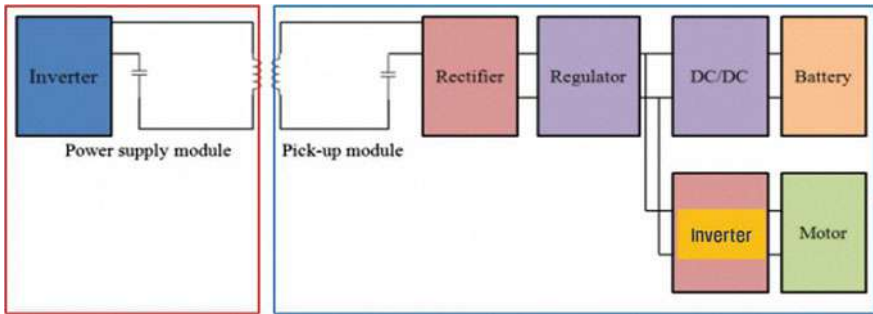 Inverter
Rectifier
Regulator
DC/DC
Battery
Power supply module
Pick-up module
Inverter
Motor